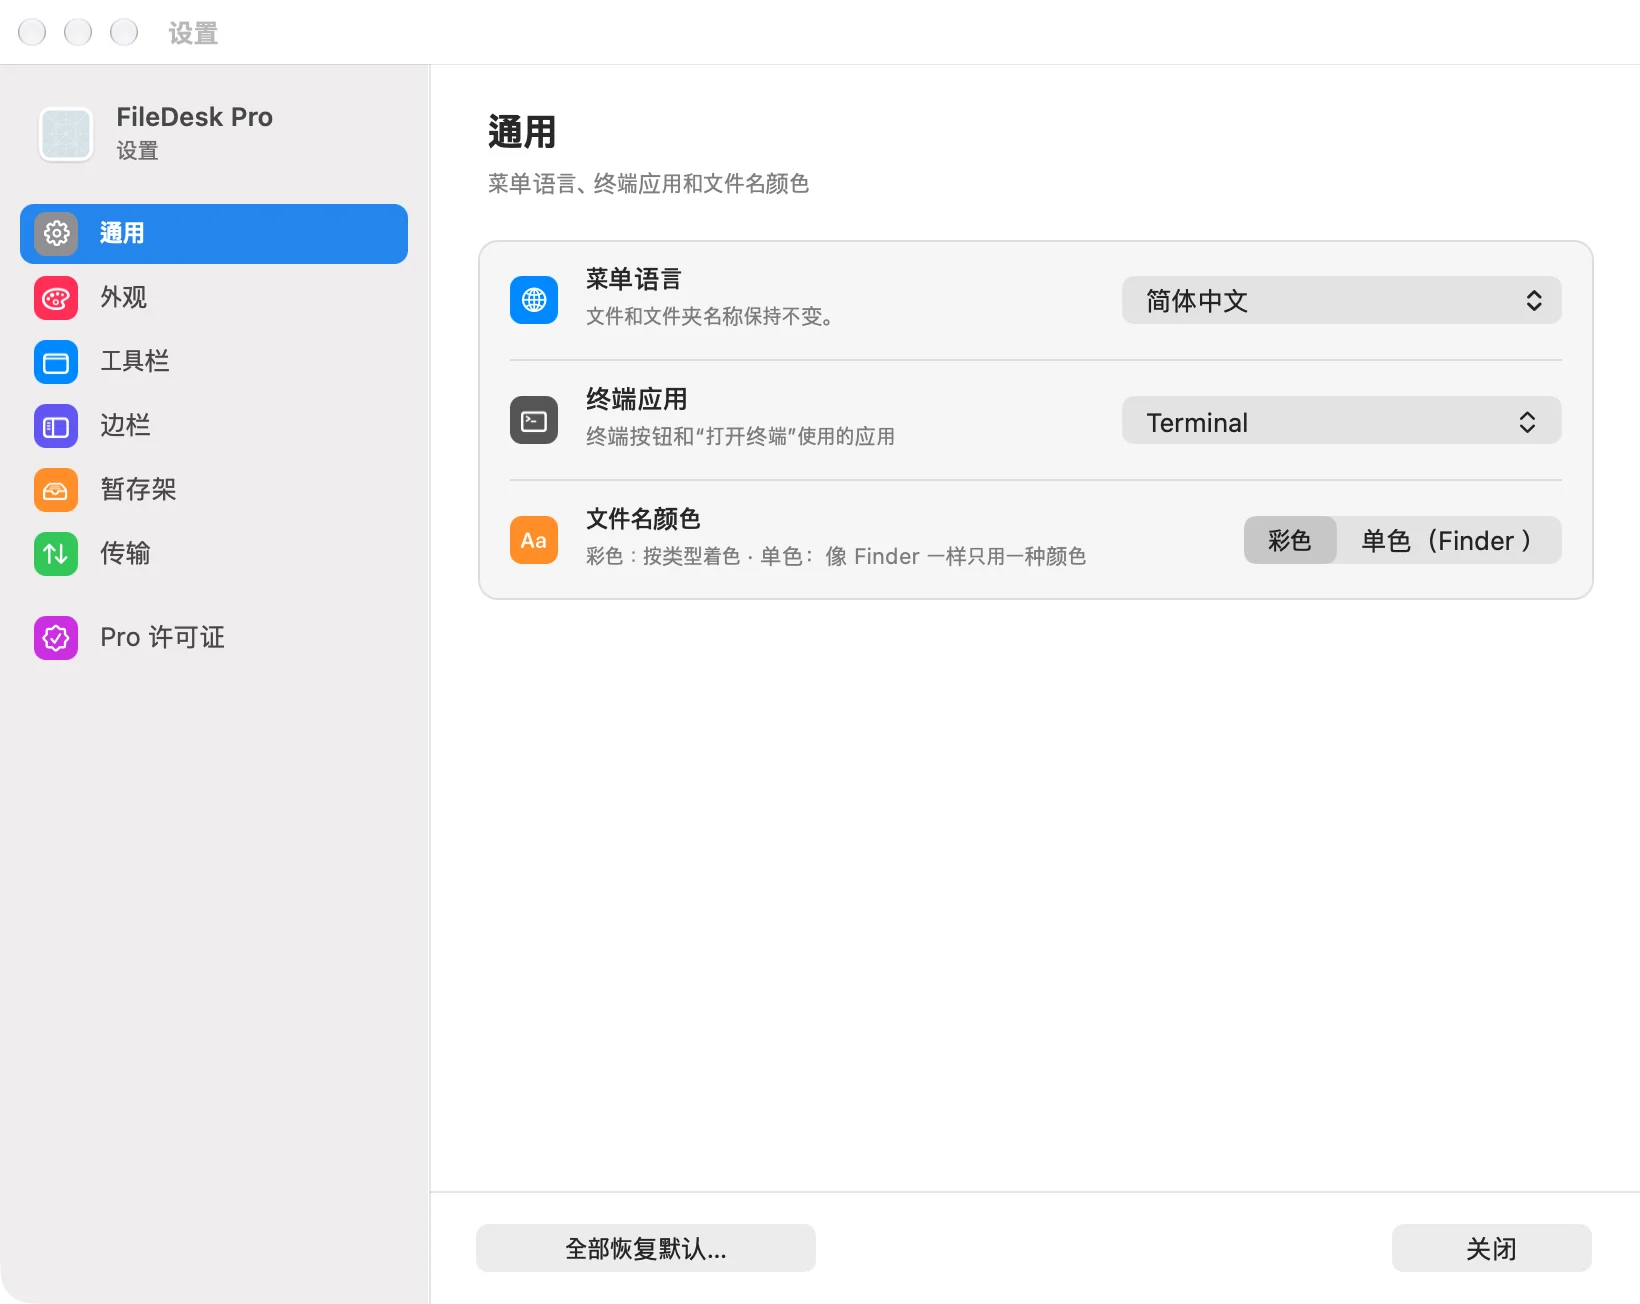 设置
FileDesk Pro
设置
通用
外观
工具栏
边栏
暂存架
传输
Pro 许可证
通用
菜单语言、终端应用和文件名颜色
菜单语言
文件和文件夹名称保持不变。
简体中文
终端应用
终端按钮和“打开终端”使用的应用
Terminal
Aa
文件名颜色
彩色：按类型着色 · 单色：像 Finder 一样只用一种颜色
彩色
单色（Finder）
全部恢复默认...
关闭